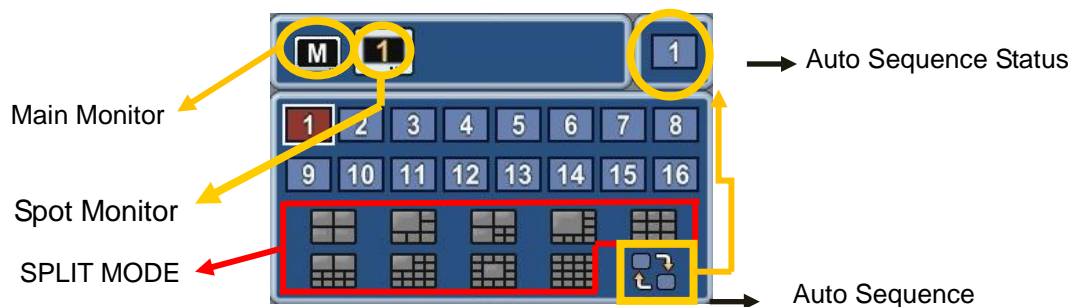 M 1 1
Auto Sequence Status
Main Monitor
1 2 3 4 5 6 7 8
9 10 11 12 13 14 15 16
Spot Monitor
SPLIT MODE
Auto Sequence